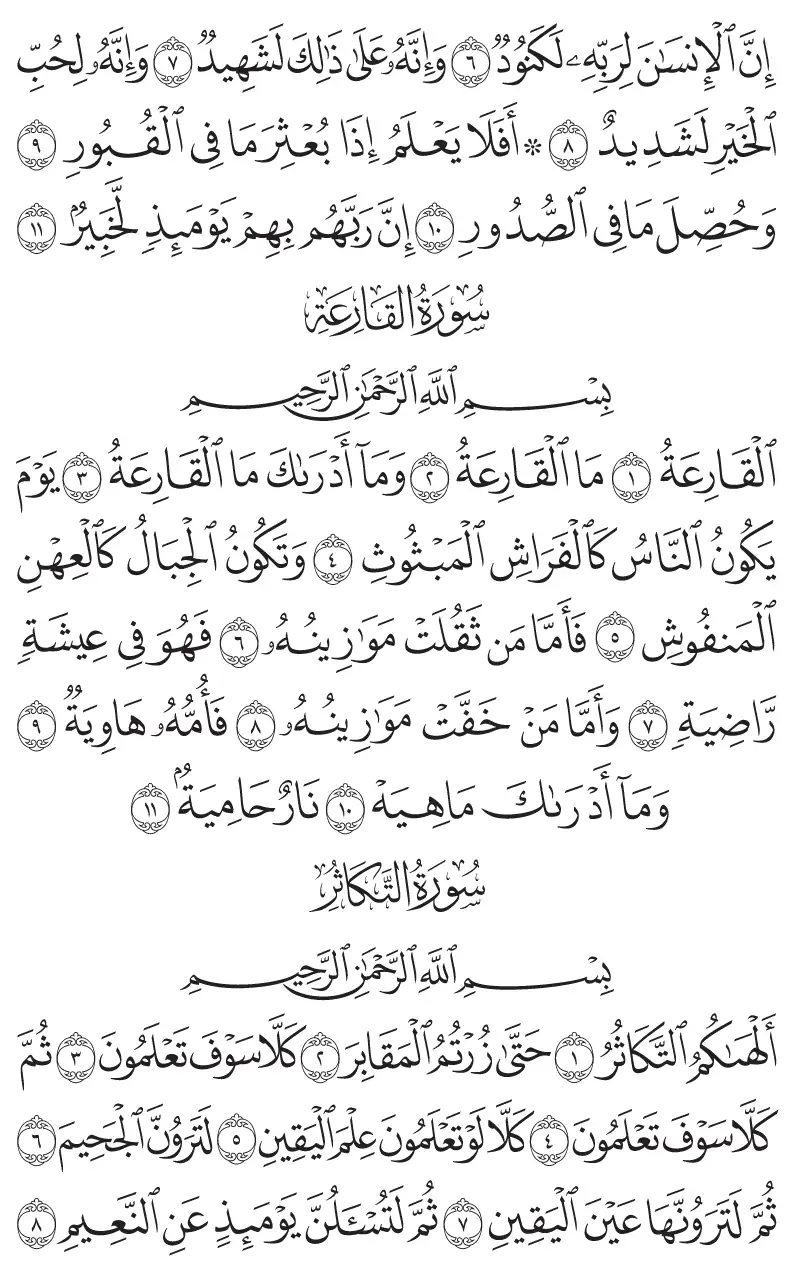 إِنَّ ٱلْإِنسَٰنَ لِرَبِّهِۦ لَكَنُودٌ ٦ وَإِنَّهُۥ عَلَىٰ ذَٰلِكَ لَشَهِيدٌ ٧ وَإِنَّهُۥ لِحُبِّ
ٱلْخَيْرِ لَشَدِيدٌ ٨ ۞ أَفَلَا يَعْلَمُ إِذَا بُعْثِرَ مَا فِى ٱلْقُبُورِ ٩
وَحُصِّلَ مَا فِى ٱلصُّدُورِ ١٠ إِنَّ رَبَّهُم بِهِمْ يَوْمَئِذٍ لَّخَبِيرٌۢ ١١
سُورَةُ القَارِعَةِ
بِسْمِ ٱللَّهِ ٱلرَّحْمَٰنِ ٱلرَّحِيمِ
ٱلْقَارِعَةُ ١ مَا ٱلْقَارِعَةُ ٢ وَمَآ أَدْرَىٰكَ مَا ٱلْقَارِعَةُ ٣ يَوْمَ
يَكُونُ ٱلنَّاسُ كَٱلْفَرَاشِ ٱلْمَبْثُوثِ ٤ وَتَكُونُ ٱلْجِبَالُ كَٱلْعِهْنِ
ٱلْمَنفُوشِ ٥ فَأَمَّا مَن ثَقُلَتْ مَوَٰزِينُهُۥ ٦ فَهُوَ فِى عِيشَةٍ
رَّاضِيَةٍ ٧ وَأَمَّا مَنْ خَفَّتْ مَوَٰزِينُهُۥ ٨ فَأُمُّهُۥ هَاوِيَةٌ ٩
وَمَآ أَدْرَىٰكَ مَا هِيَهْ ١٠ نَارٌ حَامِيَةٌۢ ١١
سُورَةُ التَّكَاثُرِ
بِسْمِ ٱللَّهِ ٱلرَّحْمَٰنِ ٱلرَّحِيمِ
أَلْهَىٰكُمُ ٱلتَّكَاثُرُ ١ حَتَّىٰ زُرْتُمُ ٱلْمَقَابِرَ ٢ كَلَّا سَوْفَ تَعْلَمُونَ ٣ ثُمَّ
كَلَّا سَوْفَ تَعْلَمُونَ ٤ كَلَّا لَوْ تَعْلَمُونَ عِلْمَ ٱلْيَقِينِ ٥ لَتَرَوُنَّ ٱلْجَحِيمَ ٦
ثُمَّ لَتَرَوُنَّهَا عَيْنَ ٱلْيَقِينِ ٧ ثُمَّ لَتُسْـَٔلُنَّ يَوْمَئِذٍ عَنِ ٱلنَّعِيمِ ٨